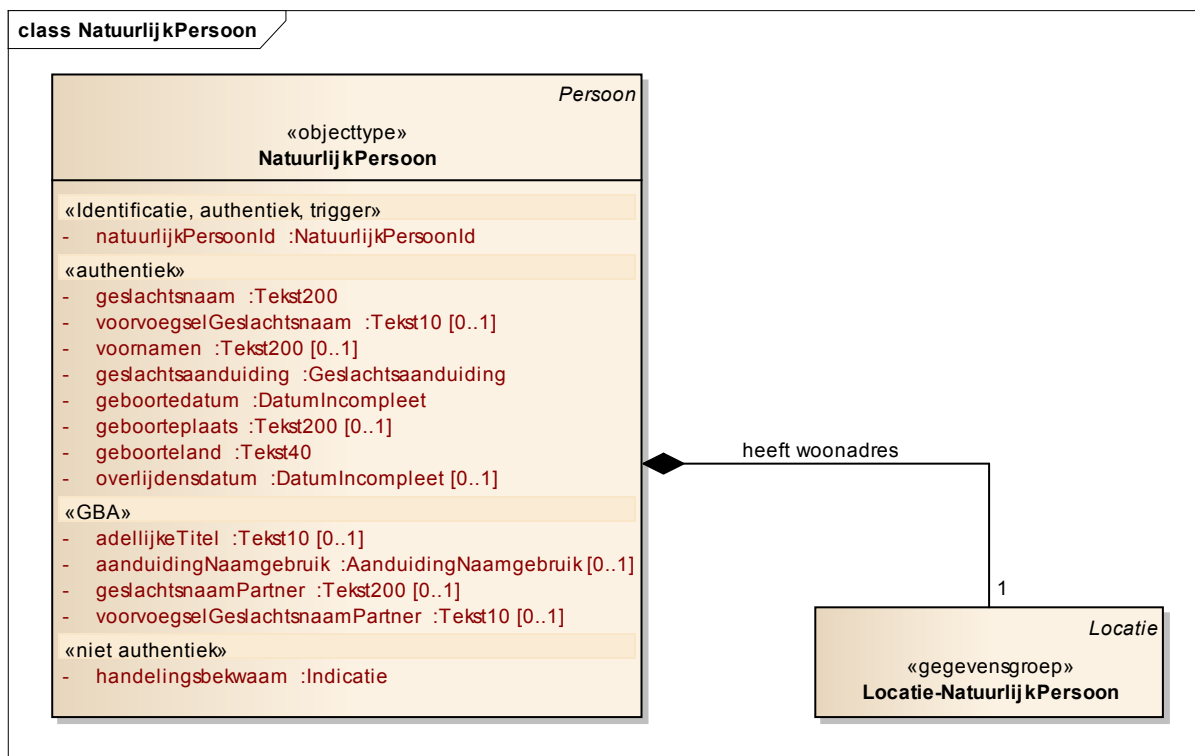 class NatuurlijkPersoon
Persoon
«objecttype»
NatuurlijkPersoon
«Identificatie, authentiek, trigger»
- natuurlijkPersoonId :NatuurlijkPersoonId
«authentiek»
- geslachtsnaam :Tekst200
- voorvoegselGeslachtsnaam :Tekst10 [0..1]
- voornamen :Tekst200 [0..1]
- geslachtsaanduiding :Geslachtsaanduiding
- geboortedatum :DatumIncompleet
- geboorteplaats :Tekst200 [0..1]
- geboorteland :Tekst40
- overlijdensdatum :DatumIncompleet [0..1]
«GBA»
- adellijkeTitel :Tekst10 [0..1]
- aanduidingNaamgebruik :AanduidingNaamgebruik [0..1]
- geslachtsnaamPartner :Tekst200 [0..1]
- voorvoegselGeslachtsnaamPartner :Tekst10 [0..1]
«niet authentiek»
- handelingsbekwaam :Indicatie
heeft woonadres
1
Locatie
«gegevensgroep»
Locatie-NatuurlijkPersoon